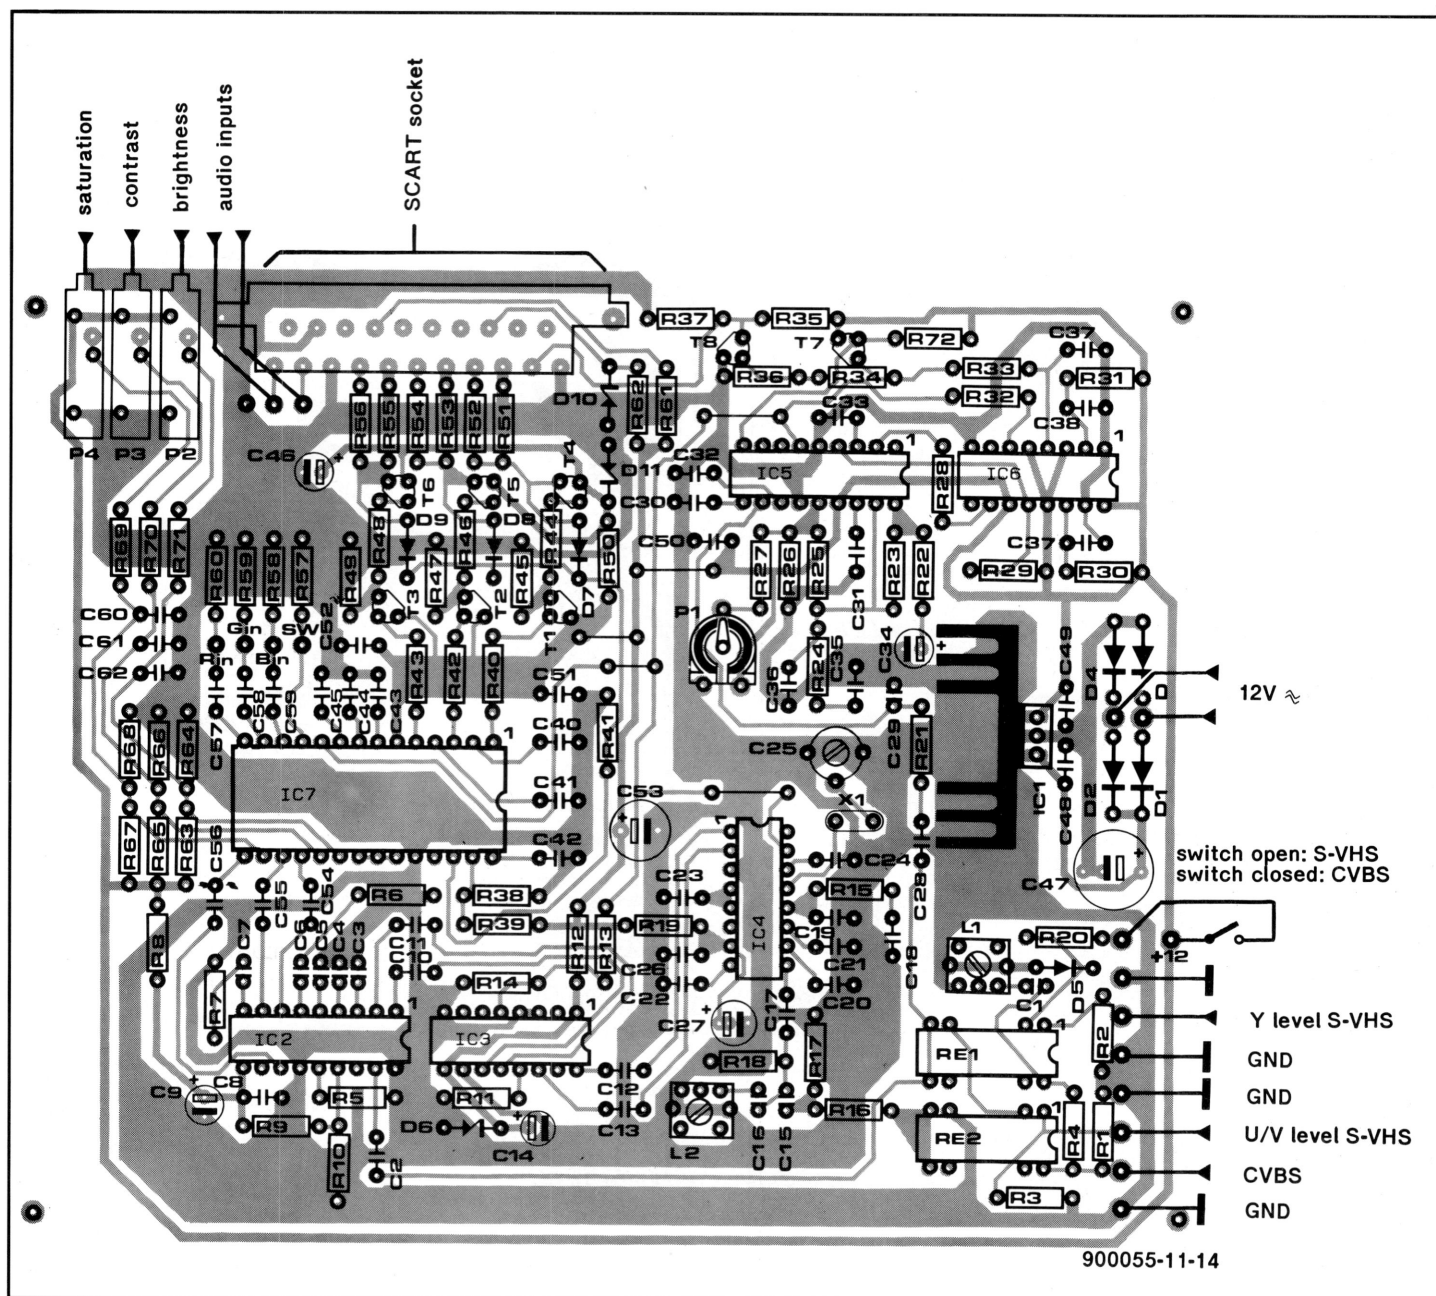 saturation
contrast
brightness
audio inputs
SCART socket
P4 P3 P2
R37 R35 R72 C37
T8 T7
R36 R34 R33 R31
R32
C33 C38
D10 R62 R61
R56 R55 R54 R53 R52 R51
C46 +
T4
D11 C32
IC5 1
R28
IC6 1
T6 T5
C30
D9 D8
R48 R46 R44
R69 R70 R71
R60 R59 R58 R57
R49 R47 R45 R50
C50
R27 R26 R25 R23 R22
C37
R29 R30
C31
C60
C61
C62
Gin SW
Rin Bin
C52
T3 T2 T1 D7
P1
R24 C35 C34 +
C36
C49
D4 D
12V ≈
R43 R42 R40
C51
C58 C59 C45 C44 C43
C57
C40
R41
R68 R66 R64
1
IC7
C25
C29
R21
C41
C53 +
X1
IC1
C48
D2 D1
R67 R65 R63
C56
C42
1
C24
C28
C47 +
switch open: S-VHS
switch closed: CVBS
C55 C54
R6
R38
R39
C23
R15
R8
C7 C6 C5 C4 C3
C11
C10
R12 R13
R19
IC4
C19
C18
L1
R20
+12
R7
R14
C26
C22
C21
C20
C1
D5
1
IC2
1
IC3
C27 +
C17
R17
R18
RE1 1
R2
Y level S-VHS
GND
GND
C9 + C8
R5
R9
R11
C12
C13
R16
RE2 1
R4 R1
U/V level S-VHS
D6
C14 +
L2
C16 C15
R10
C2
R3
CVBS
GND
900055-11-14